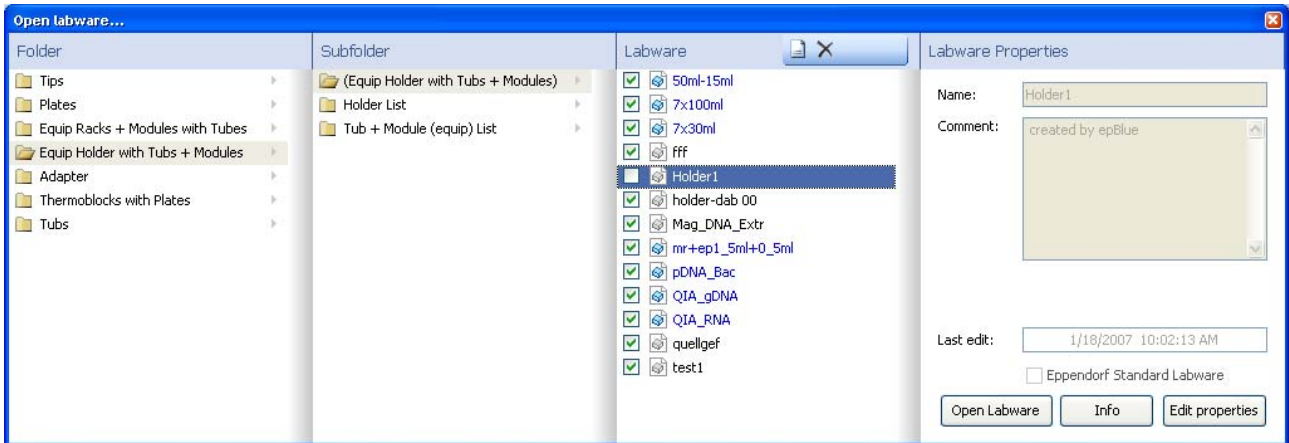 Open labware...
Folder
Tips
Plates
Equip Racks + Modules with Tubes
Equip Holder with Tubs + Modules
Adapter
Thermoblocks with Plates
Tubs
Subfolder
(Equip Holder with Tubs + Modules)
Holder List
Tub + Module (equip) List
Labware
50ml-15ml
7x100ml
7x30ml
fff
Holder1
holder-dab 00
Mag_DNA_Extr
mr+ep1_5ml+0_5ml
pDNA_Bac
QIA_gDNA
QIA_RNA
quellgef
test1
Labware Properties
Name: Holder1
Comment: created by epBlue
Last edit: 1/18/2007 10:02:13 AM
Eppendorf Standard Labware
Open Labware Info Edit properties